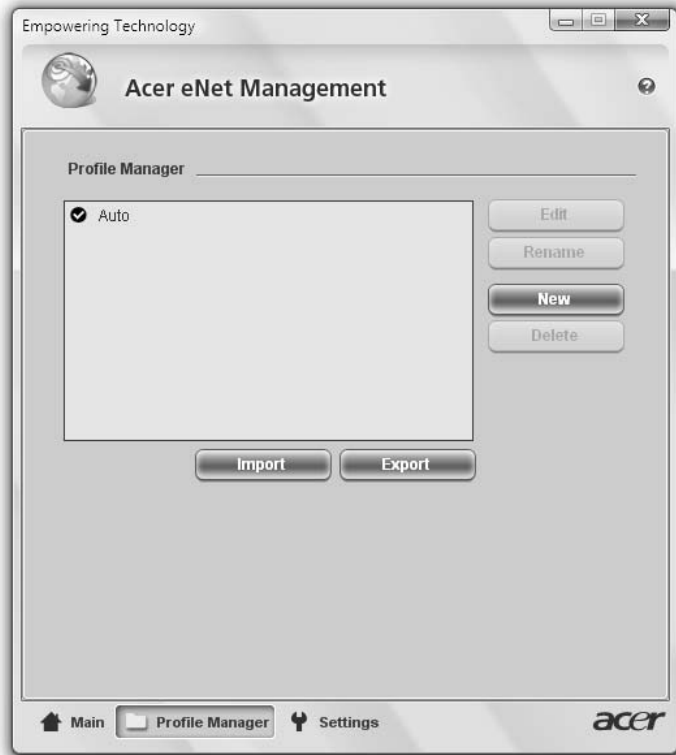 Empowering Technology
Acer eNet Management
Profile Manager
Auto
Edit
Rename
New
Delete
Import
Export
Main
Profile Manager
Settings
acer